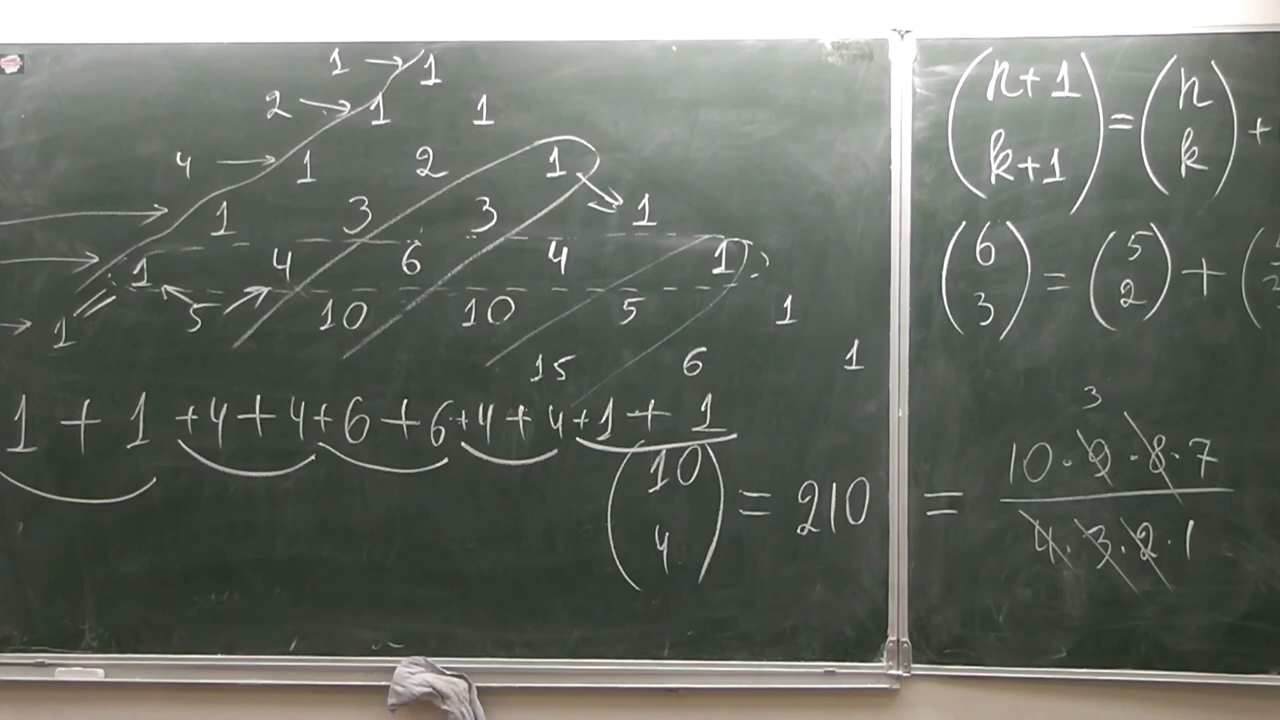 1 → 1
2 → 1 1
4 → 1 2 1
1 3 3 1
1 4 6 4 1
1 5 10 10 5 1
15 6 1
1 + 1 + 4 + 4 + 6 + 6 + 4 + 4 + 1 + 1
(10 4) = 210 = 10 · 9 · 8 · 7 / 4 · 3 · 2 · 1
3
(n+1 k+1) = (n k) +
(6 3) = (5 2) + (